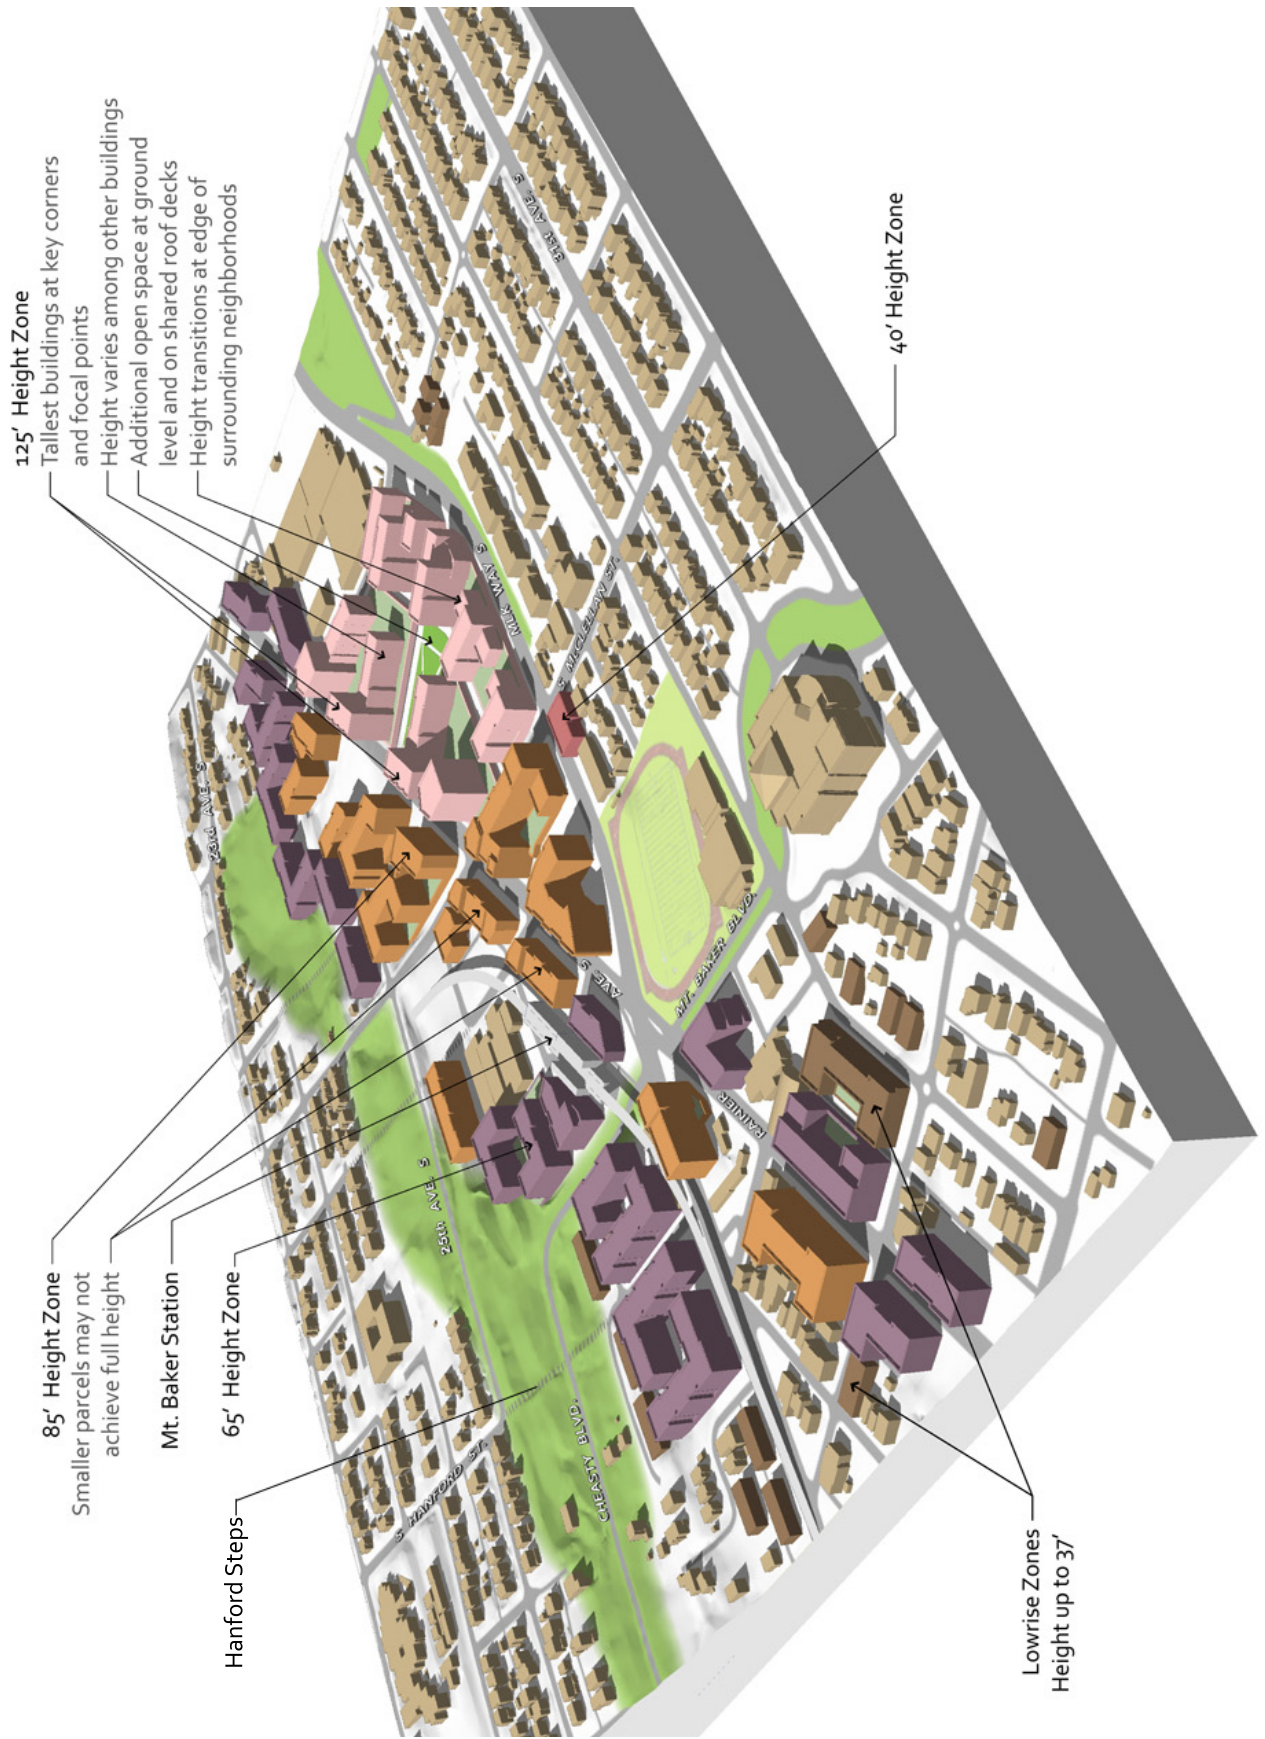 85’ Height Zone
Smaller parcels may not
achieve full height
Mt. Baker Station
65’ Height Zone
Hanford Steps
125’ Height Zone
Tallest buildings at key corners
and focal points
Height varies among other buildings
Additional open space at ground
level and on shared roof decks
Height transitions at edge of
surrounding neighborhoods
40’ Height Zone
Lowrise Zones
Height up to 37’
S HANFORD ST.
CHEASTY BLVD.
25th AVE. S
23rd AVE. S
RAINIER
AVE. S
MT. BAKER BLVD.
MLK WAY S
S MCCLELLAN ST.
31st AVE. S